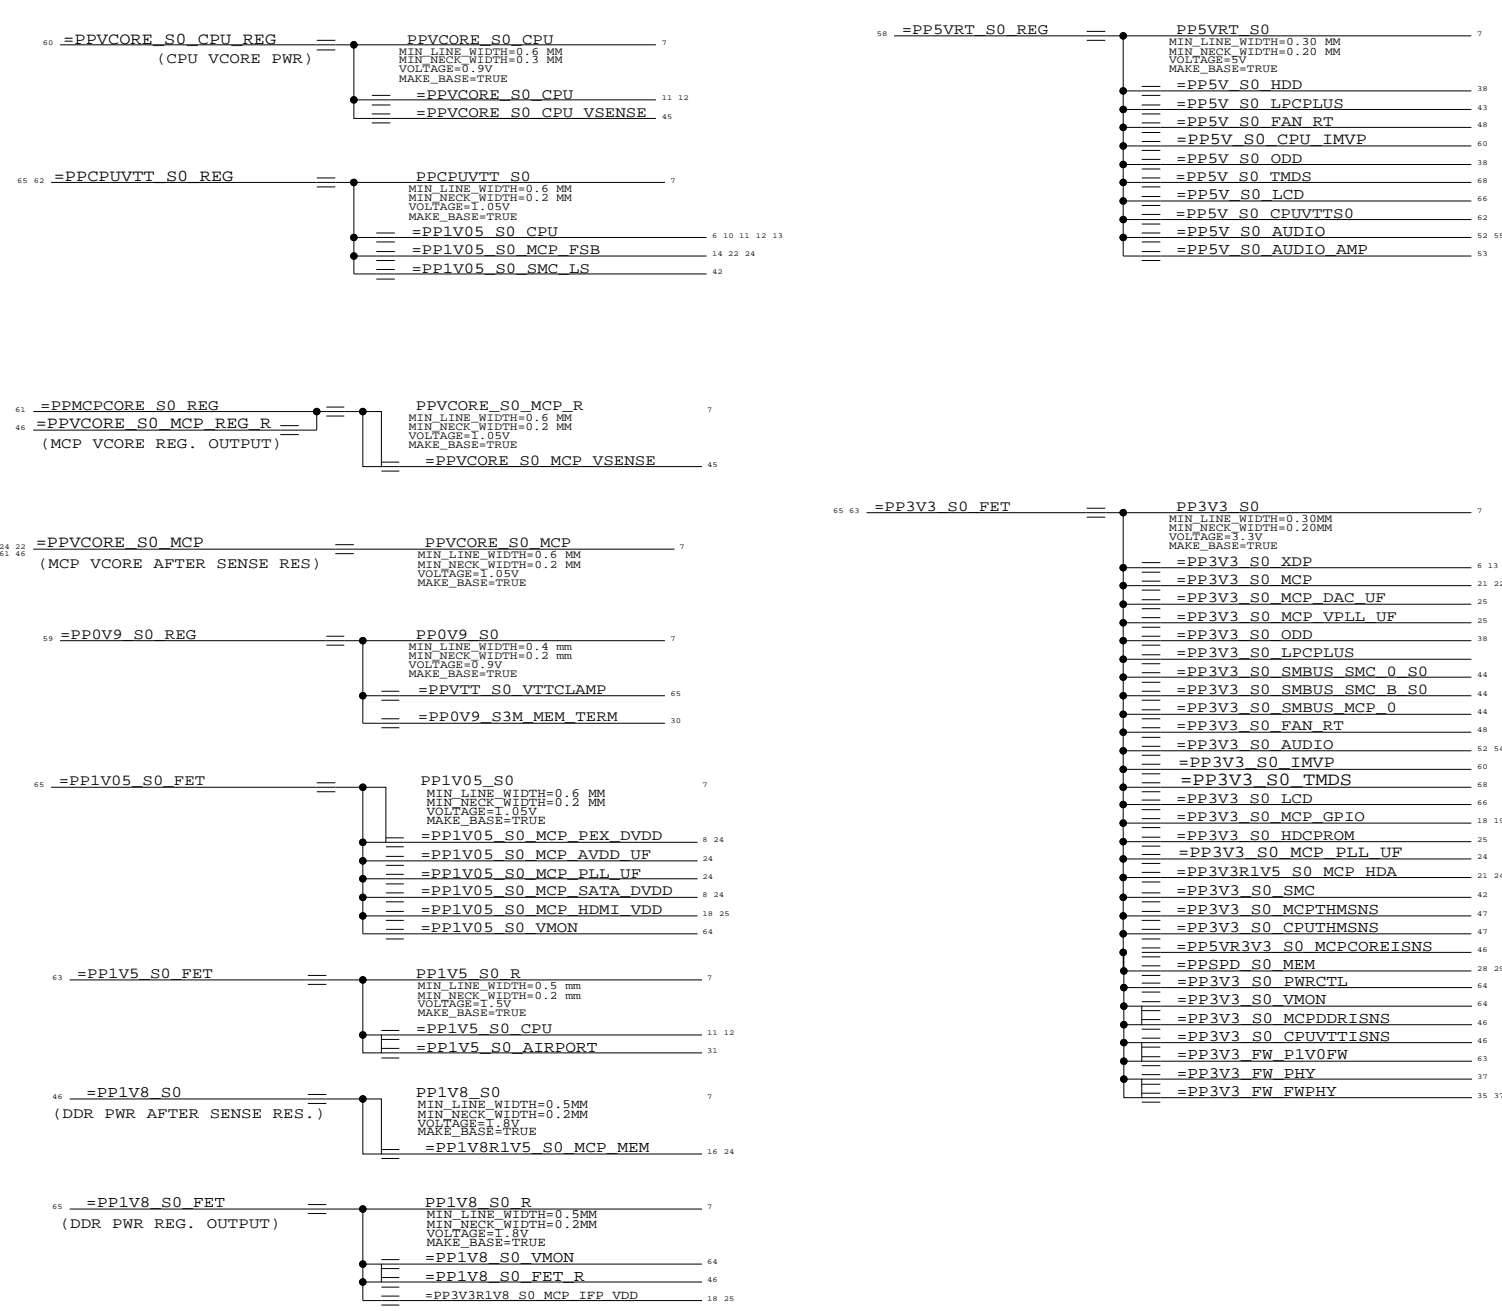 60 =PPVCORE_S0_CPU_REG PPVCORE_S0_CPU 7
(CPU VCORE PWR)
MIN_LINE_WIDTH=0.6 MM
MIN_NECK_WIDTH=0.3 MM
VOLTAGE=0.9V
MAKE_BASE=TRUE
=PPVCORE_S0_CPU 11 12
=PPVCORE_S0_CPU_VSENSE 45
65 62 =PPCPUVTT_S0_REG PPCPUVTT_S0 7
MIN_LINE_WIDTH=0.6 MM
MIN_NECK_WIDTH=0.2 MM
VOLTAGE=1.05V
MAKE_BASE=TRUE
=PP1V05_S0_CPU 6 10 11 12 13
=PP1V05_S0_MCP_FSB 14 22 24
=PP1V05_S0_SMC_LS 42
61 =PPMCPCORE_S0_REG PPVCORE_S0_MCP_R 7
46 =PPVCORE_S0_MCP_REG_R
(MCP VCORE REG. OUTPUT)
MIN_LINE_WIDTH=0.6 MM
MIN_NECK_WIDTH=0.2 MM
VOLTAGE=1.05V
MAKE_BASE=TRUE
=PPVCORE_S0_MCP_VSENSE 45
24 22 =PPVCORE_S0_MCP PPVCORE_S0_MCP 7
61 46
(MCP VCORE AFTER SENSE RES)
MIN_LINE_WIDTH=0.6 MM
MIN_NECK_WIDTH=0.2 MM
VOLTAGE=1.05V
MAKE_BASE=TRUE
59 =PP0V9_S0_REG PP0V9_S0 7
MIN_LINE_WIDTH=0.4 mm
MIN_NECK_WIDTH=0.2 mm
VOLTAGE=0.9V
MAKE_BASE=TRUE
=PPVTT_S0_VTTCLAMP 65
=PP0V9_S3M_MEM_TERM 30
65 =PP1V05_S0_FET PP1V05_S0 7
MIN_LINE_WIDTH=0.6 MM
MIN_NECK_WIDTH=0.2 MM
VOLTAGE=1.05V
MAKE_BASE=TRUE
=PP1V05_S0_MCP_PEX_DVDD 8 24
=PP1V05_S0_MCP_AVDD_UF 24
=PP1V05_S0_MCP_PLL_UF 24
=PP1V05_S0_MCP_SATA_DVDD 8 24
=PP1V05_S0_MCP_HDMI_VDD 18 25
=PP1V05_S0_VMON 64
63 =PP1V5_S0_FET PP1V5_S0_R 7
MIN_LINE_WIDTH=0.5 mm
MIN_NECK_WIDTH=0.2 mm
VOLTAGE=1.5V
MAKE_BASE=TRUE
=PP1V5_S0_CPU 11 12
=PP1V5_S0_AIRPORT 31
46 =PP1V8_S0 PP1V8_S0 7
(DDR PWR AFTER SENSE RES.)
MIN_LINE_WIDTH=0.5MM
MIN_NECK_WIDTH=0.2MM
VOLTAGE=1.8V
MAKE_BASE=TRUE
=PP1V8R1V5_S0_MCP_MEM 16 24
65 =PP1V8_S0_FET PP1V8_S0_R 7
(DDR PWR REG. OUTPUT)
MIN_LINE_WIDTH=0.5MM
MIN_NECK_WIDTH=0.2MM
VOLTAGE=1.8V
MAKE_BASE=TRUE
=PP1V8_S0_VMON 64
=PP1V8_S0_FET_R 46
=PP3V3R1V8_S0_MCP_IFP_VDD 18 25
58 =PP5VRT_S0_REG PP5VRT_S0 7
MIN_LINE_WIDTH=0.30 MM
MIN_NECK_WIDTH=0.20 MM
VOLTAGE=5V
MAKE_BASE=TRUE
=PP5V_S0_HDD 38
=PP5V_S0_LPCPLUS 43
=PP5V_S0_FAN_RT 48
=PP5V_S0_CPU_IMVP 60
=PP5V_S0_ODD 38
=PP5V_S0_TMDS 68
=PP5V_S0_LCD 66
=PP5V_S0_CPUVTTS0 62
=PP5V_S0_AUDIO 52 55
=PP5V_S0_AUDIO_AMP 53
65 63 =PP3V3_S0_FET PP3V3_S0 7
MIN_LINE_WIDTH=0.30MM
MIN_NECK_WIDTH=0.20MM
VOLTAGE=3.3V
MAKE_BASE=TRUE
=PP3V3_S0_XDP 6 13
=PP3V3_S0_MCP 21 22
=PP3V3_S0_MCP_DAC_UF 25
=PP3V3_S0_MCP_VPLL_UF 25
=PP3V3_S0_ODD 38
=PP3V3_S0_LPCPLUS
=PP3V3_S0_SMBUS_SMC_0_S0 44
=PP3V3_S0_SMBUS_SMC_B_S0 44
=PP3V3_S0_SMBUS_MCP_0 44
=PP3V3_S0_FAN_RT 48
=PP3V3_S0_AUDIO 52 54
=PP3V3_S0_IMVP 60
=PP3V3_S0_TMDS 68
=PP3V3_S0_LCD 66
=PP3V3_S0_MCP_GPIO 18 19
=PP3V3_S0_HDCPROM 25
=PP3V3_S0_MCP_PLL_UF 24
=PP3V3R1V5_S0_MCP_HDA 21 24
=PP3V3_S0_SMC 42
=PP3V3_S0_MCPTHMSNS 47
=PP3V3_S0_CPUTHMSNS 47
=PP5VR3V3_S0_MCPCOREISNS 46
=PPSPD_S0_MEM 28 29
=PP3V3_S0_PWRCTL 64
=PP3V3_S0_VMON 64
=PP3V3_S0_MCPDDRISNS 46
=PP3V3_S0_CPUVTTISNS 46
=PP3V3_FW_P1V0FW 63
=PP3V3_FW_PHY 37
=PP3V3_FW_FWPHY 35 37